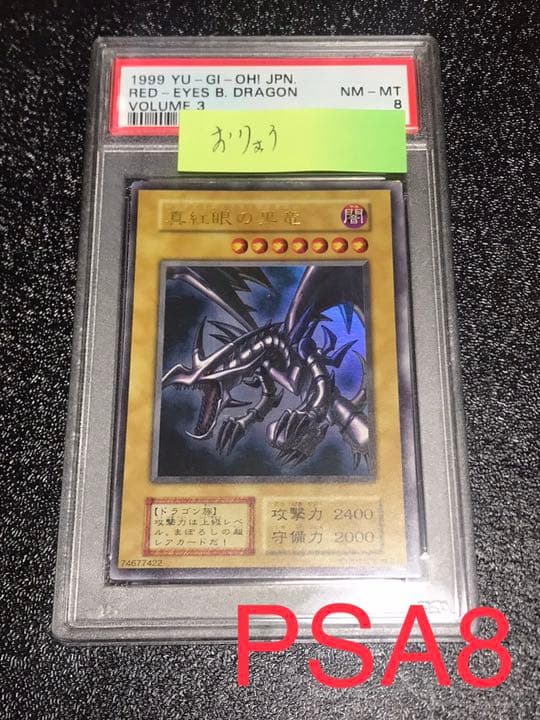 1999 YU-GI-OH! JPN.
RED-EYES B. DRAGON NM-MT
VOLUME 3 8
おりょう
真紅眼の黒竜 闇
【ドラゴン族】
攻撃力は上級レベ
ル、まぼろしの超
レアカードだ!
攻撃力 2400
守備力 2000
74677422
PSA8